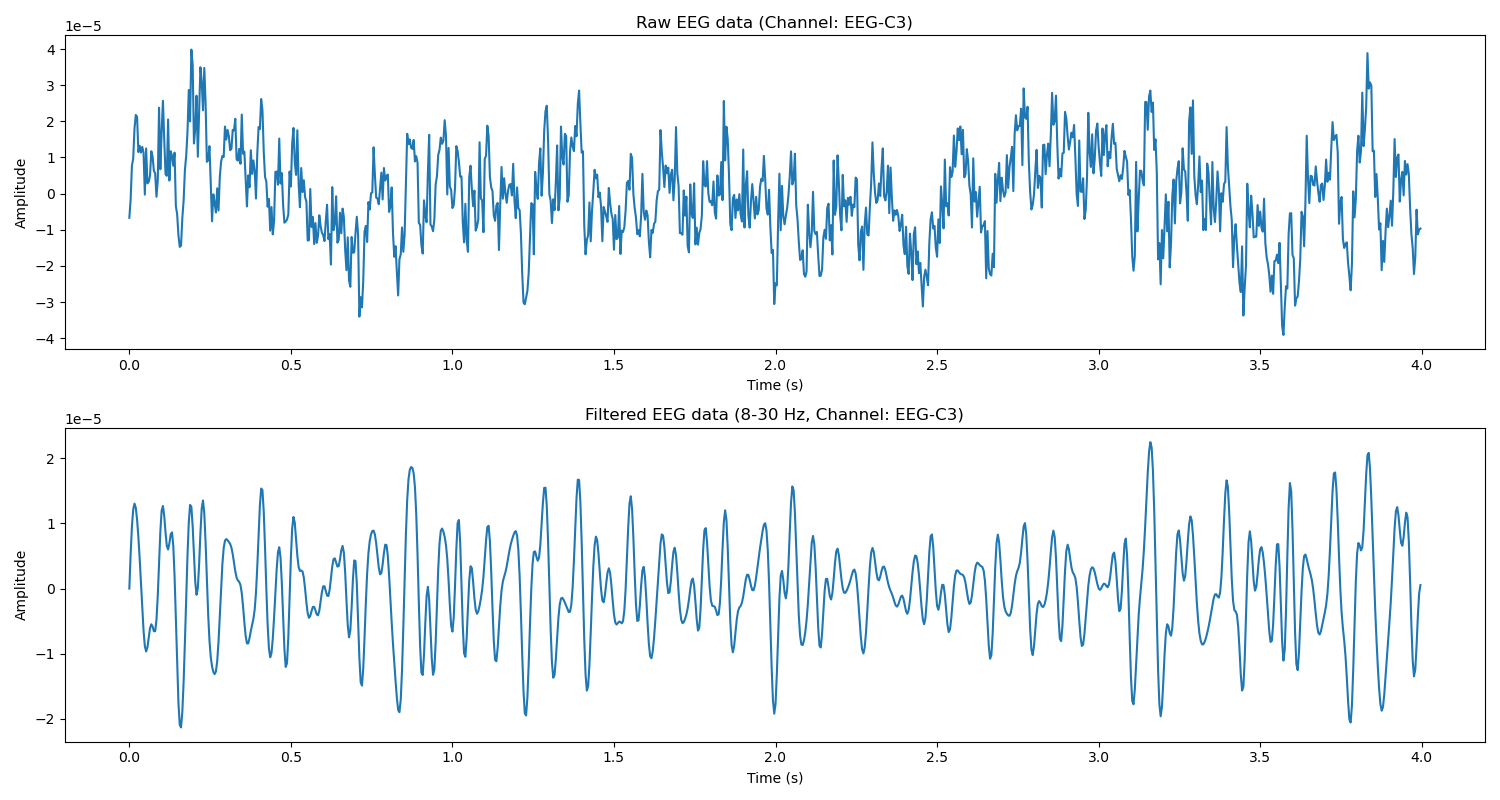 Raw EEG data (Channel: EEG-C3)
1e−5
4
3
2
1
0
−1
−2
−3
−4
Amplitude
0.0 0.5 1.0 1.5 2.0 2.5 3.0 3.5 4.0
Time (s)
Filtered EEG data (8-30 Hz, Channel: EEG-C3)
1e−5
2
1
0
−1
−2
Amplitude
0.0 0.5 1.0 1.5 2.0 2.5 3.0 3.5 4.0
Time (s)